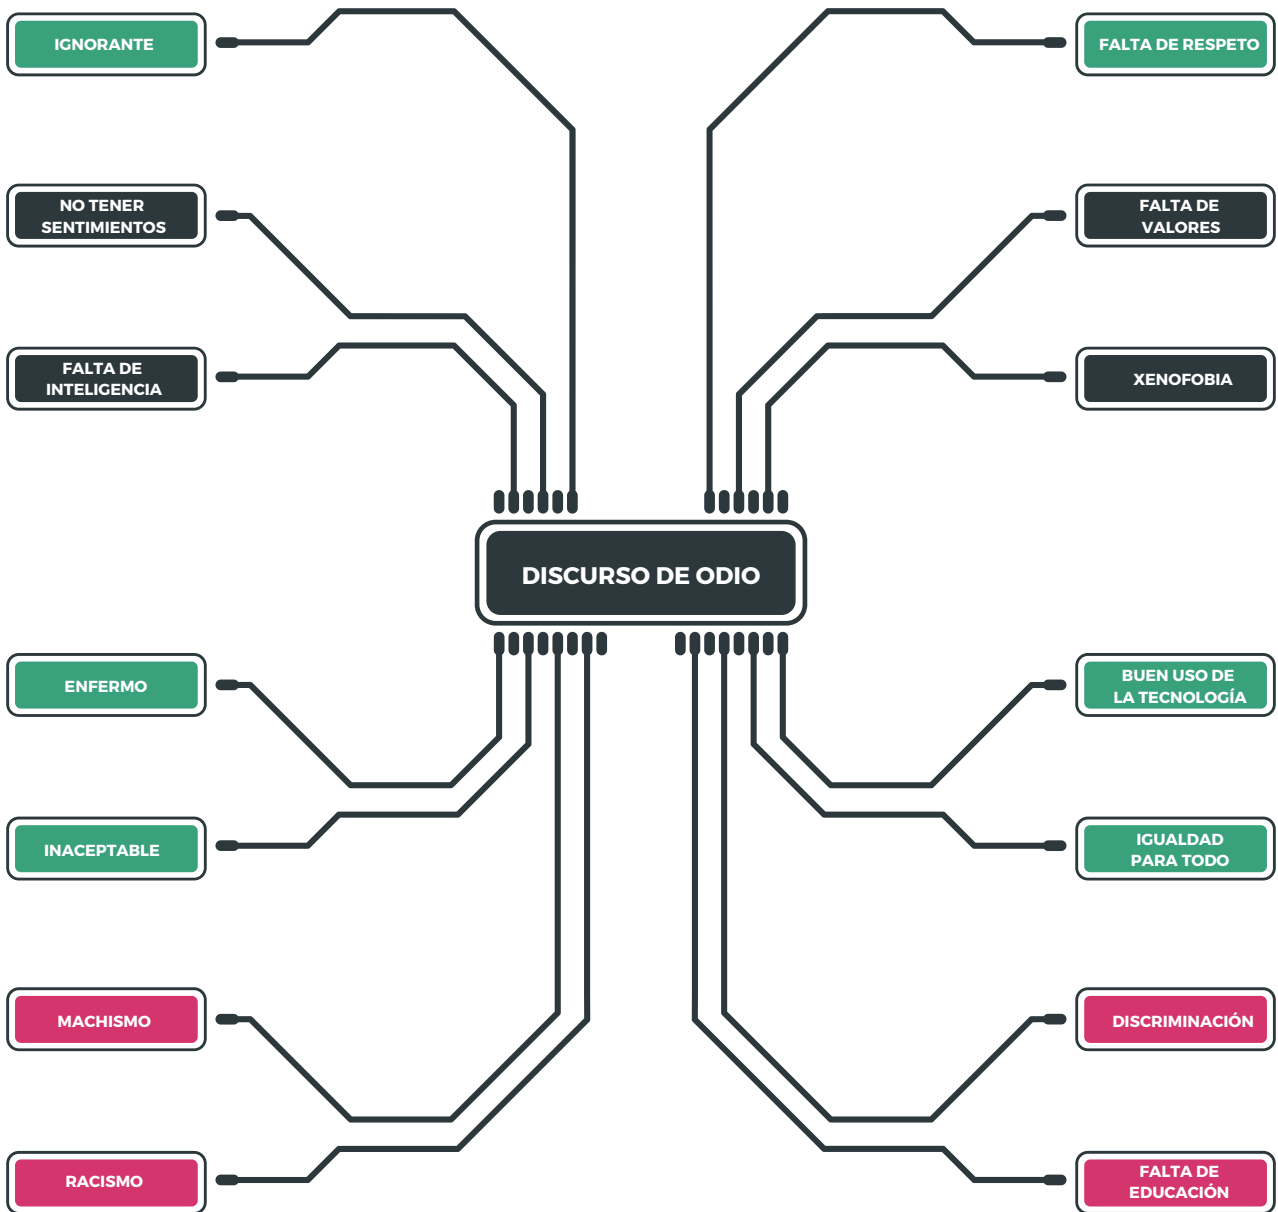 IGNORANTE
FALTA DE RESPETO
NO TENER
SENTIMIENTOS
FALTA DE
VALORES
FALTA DE
INTELIGENCIA
XENOFOBIA
DISCURSO DE ODIO
ENFERMO
BUEN USO DE
LA TECNOLOGÍA
INACEPTABLE
IGUALDAD
PARA TODO
MACHISMO
DISCRIMINACIÓN
RACISMO
FALTA DE
EDUCACIÓN